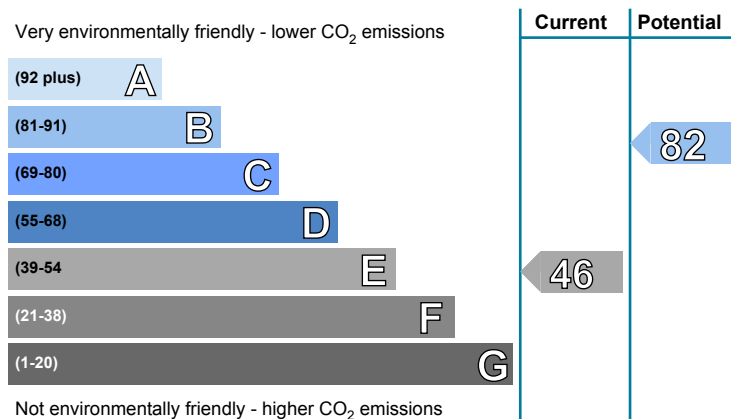 Current Potential
Very environmentally friendly - lower CO2 emissions
(92 plus) A
(81-91) B
82
(69-80) C
(55-68) D
(39-54 E
46
(21-38) F
(1-20) G
Not environmentally friendly - higher CO2 emissions